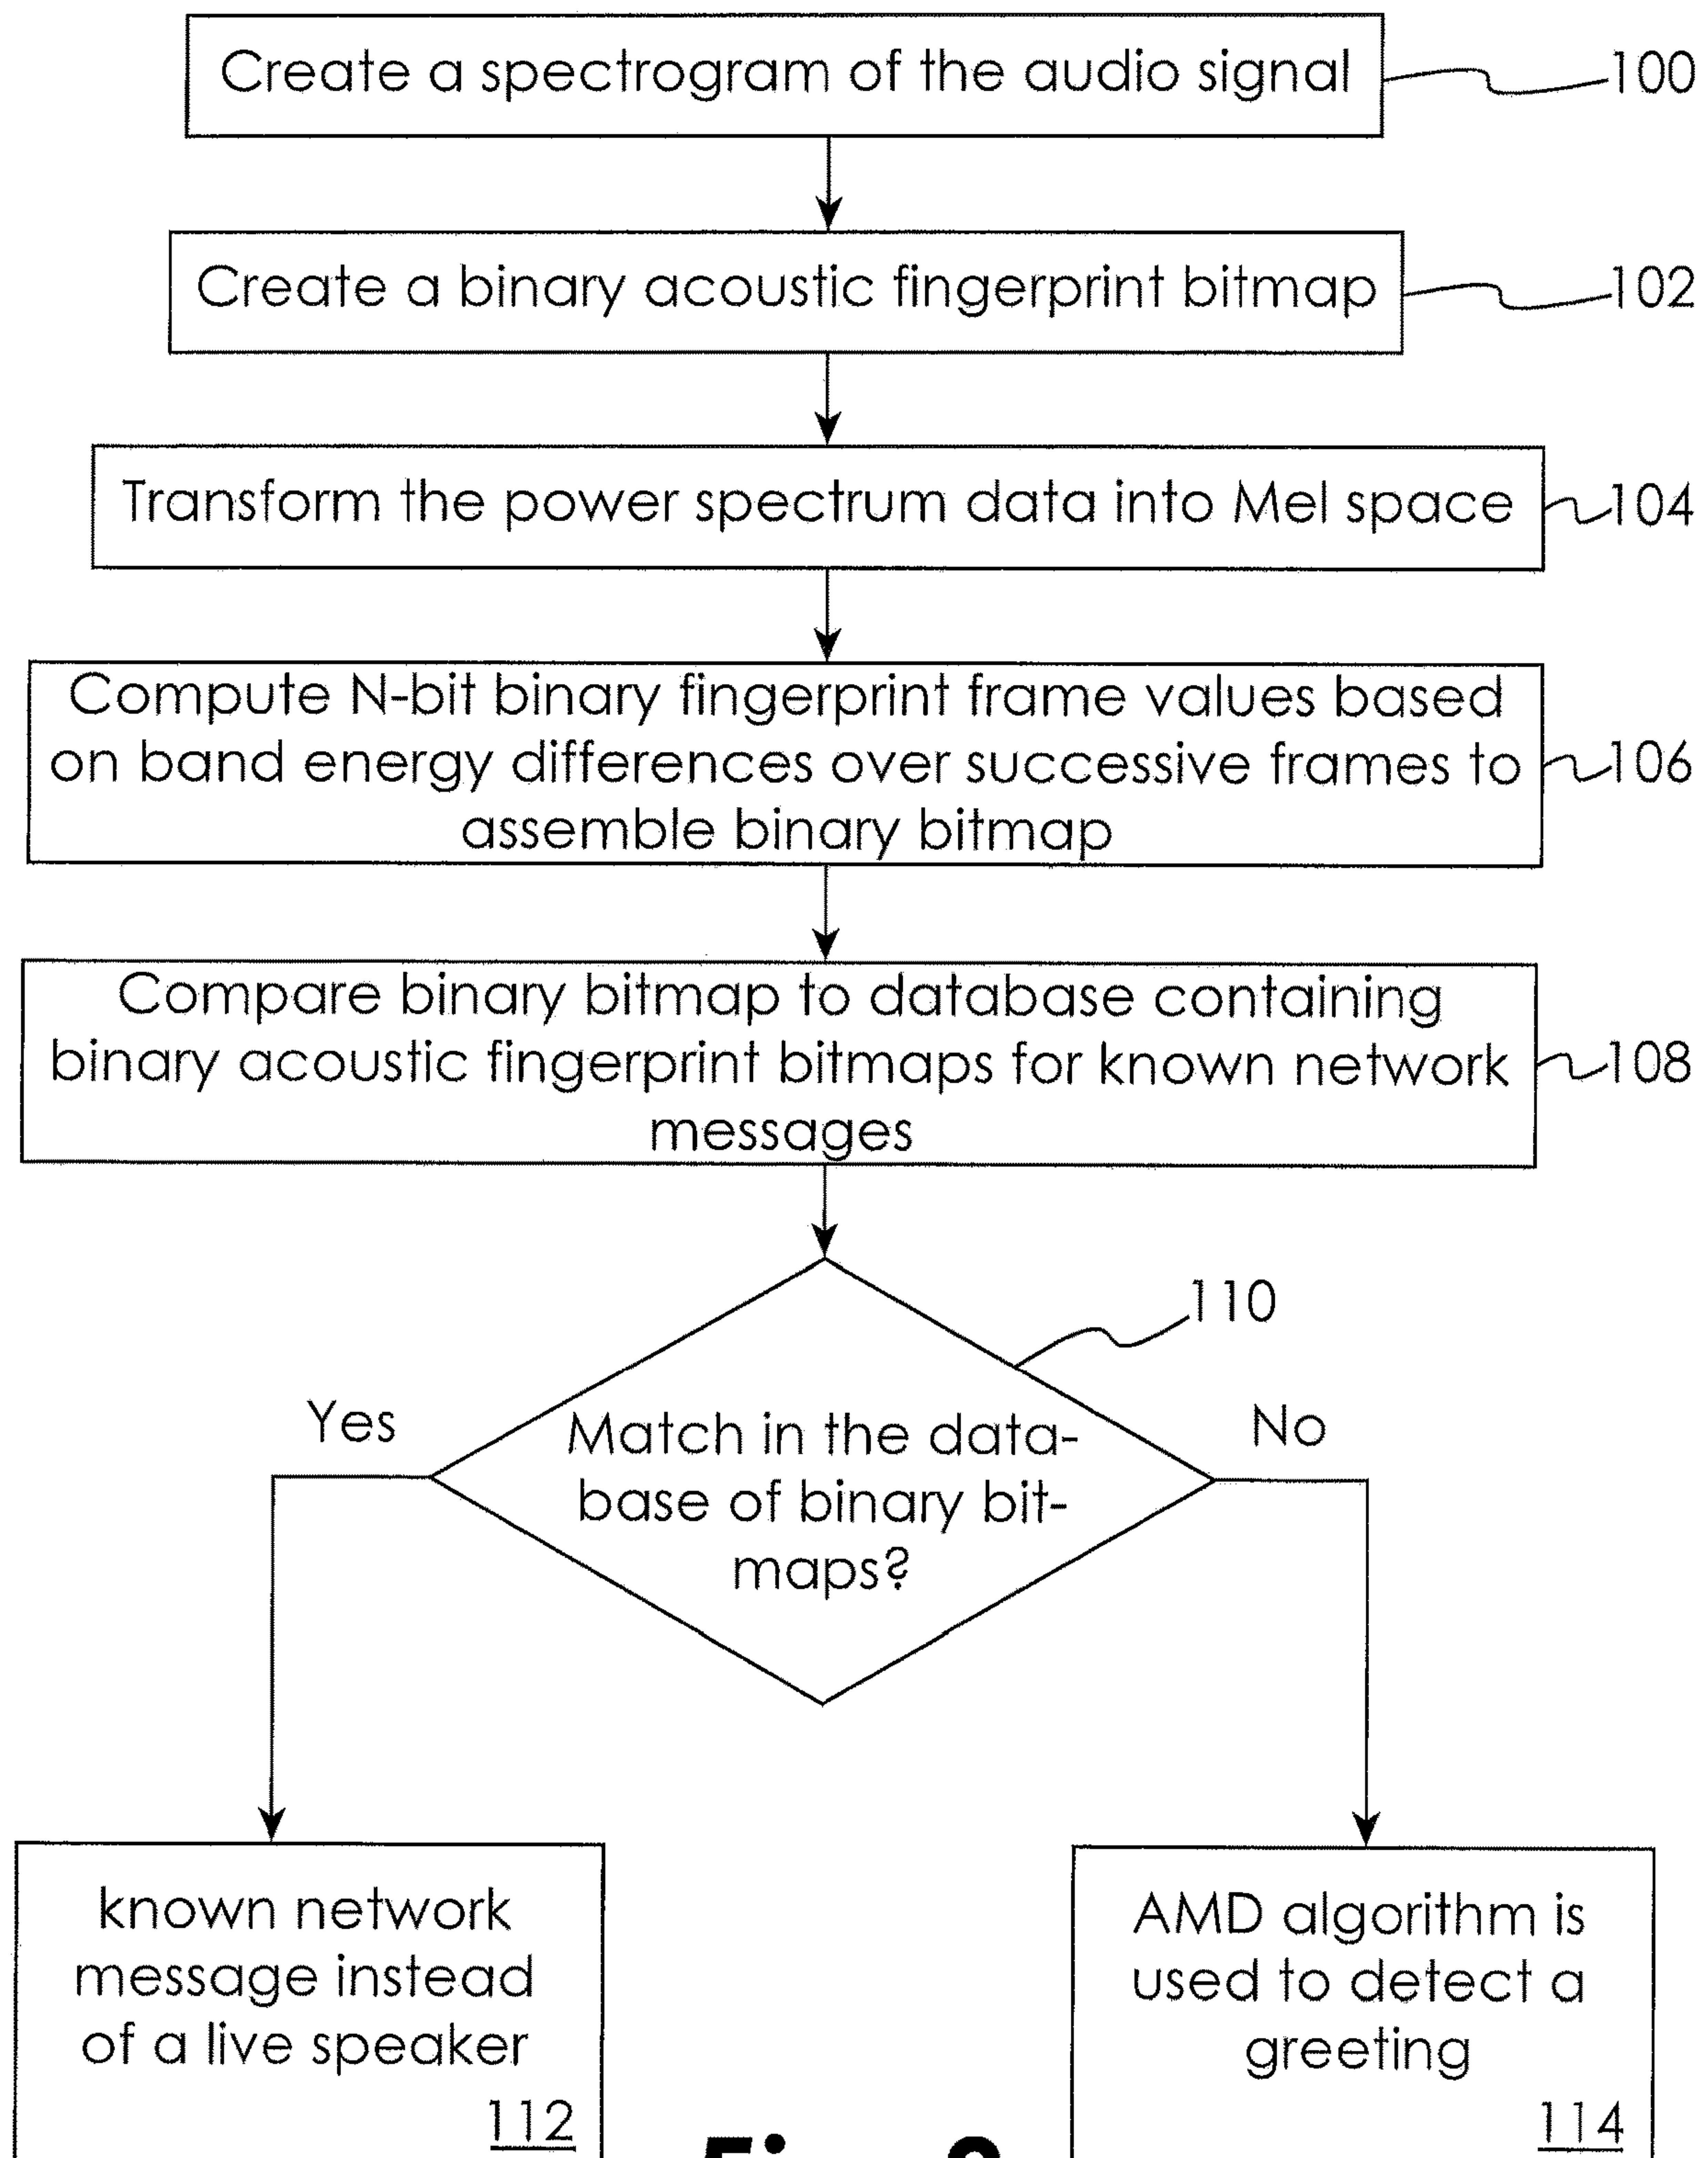 Create a spectrogram of the audio signal
100
Create a binary acoustic fingerprint bitmap
102
Transform the power spectrum data into Mel space
104
Compute N-bit binary fingerprint frame values based
on band energy differences over successive frames to
assemble binary bitmap
106
Compare binary bitmap to database containing
binary acoustic fingerprint bitmaps for known network
messages
108
110
Yes
No
Match in the data-
base of binary bit-
maps?
known network
message instead
of a live speaker
112
AMD algorithm is
used to detect a
greeting
114